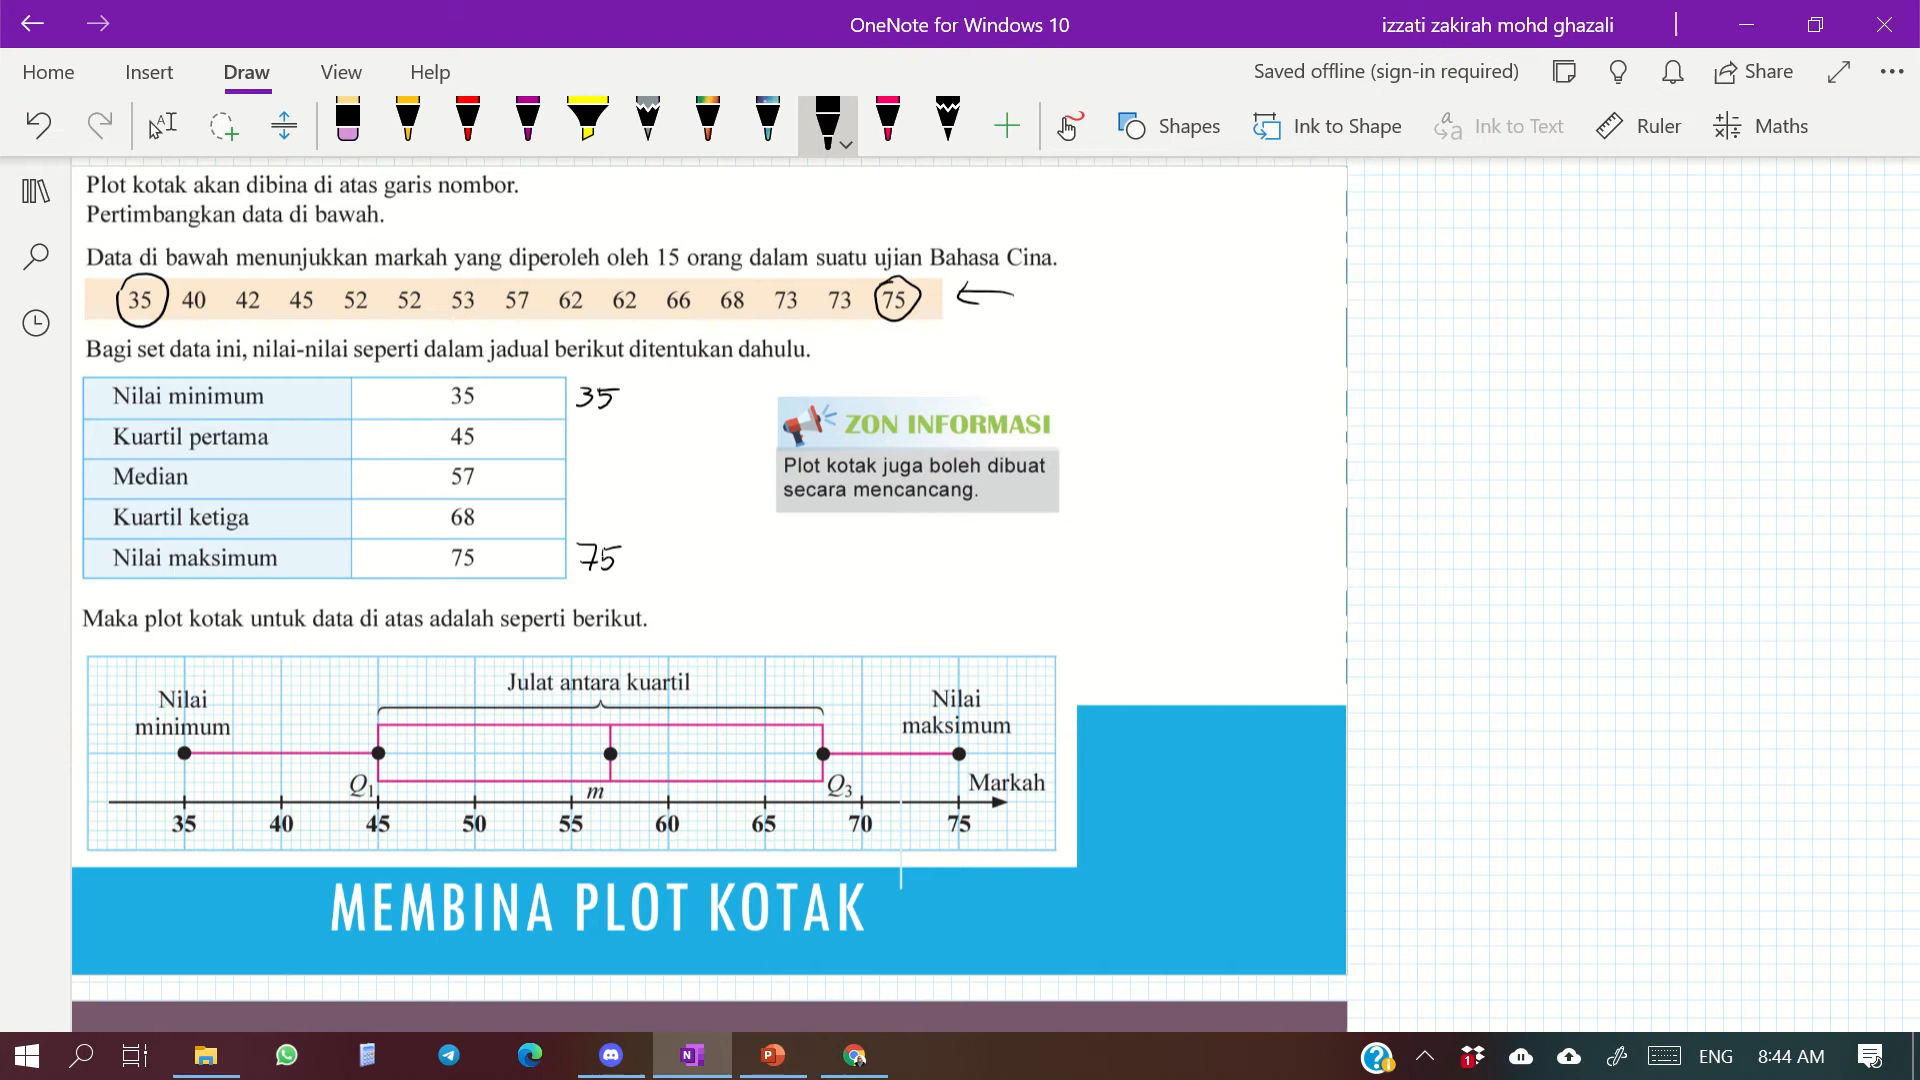 OneNote for Windows 10
izzati zakirah mohd ghazali
Home Insert Draw View Help
Saved offline (sign-in required) Share
Shapes Ink to Shape Ink to Text Ruler Maths
Plot kotak akan dibina di atas garis nombor.
Pertimbangkan data di bawah.
Data di bawah menunjukkan markah yang diperoleh oleh 15 orang dalam suatu ujian Bahasa Cina.
35 40 42 45 52 52 53 57 62 62 66 68 73 73 75
Bagi set data ini, nilai-nilai seperti dalam jadual berikut ditentukan dahulu.
Nilai minimum 35 35
Kuartil pertama 45
Median 57
Kuartil ketiga 68
Nilai maksimum 75 75
ZON INFORMASI
Plot kotak juga boleh dibuat
secara mencancang.
Maka plot kotak untuk data di atas adalah seperti berikut.
Julat antara kuartil
Nilai
minimum
Nilai
maksimum
Q1 m Q3 Markah
35 40 45 50 55 60 65 70 75
MEMBINA PLOT KOTAK
ENG 8:44 AM